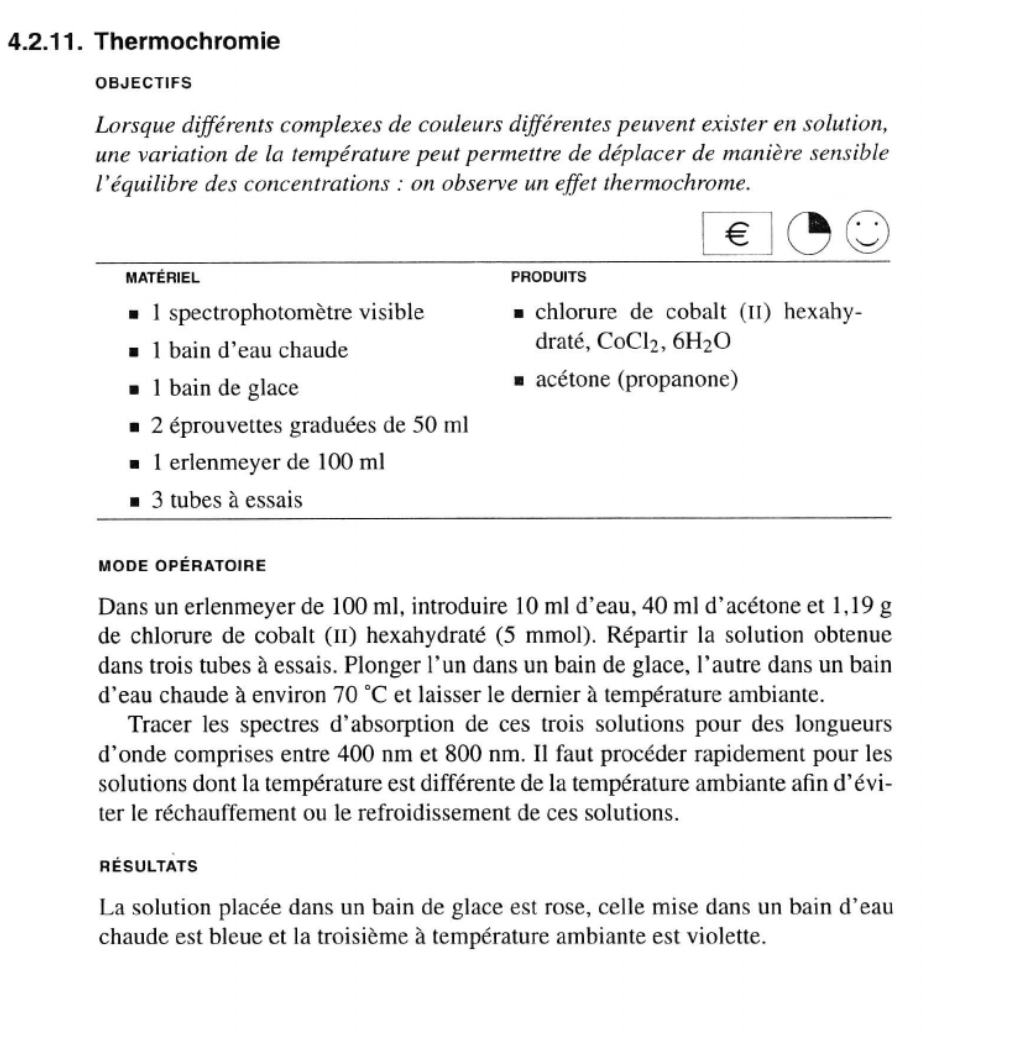 4.2.11. Thermochromie
OBJECTIFS
Lorsque différents complexes de couleurs différentes peuvent exister en solution,
une variation de la température peut permettre de déplacer de manière sensible
l'équilibre des concentrations : on observe un effet thermochrome.
€
MATÉRIEL
■ 1 spectrophotomètre visible
■ 1 bain d'eau chaude
■ 1 bain de glace
■ 2 éprouvettes graduées de 50 ml
■ 1 erlenmeyer de 100 ml
■ 3 tubes à essais
PRODUITS
■ chlorure de cobalt (II) hexahy-
draté, CoCl₂, 6H₂O
■ acétone (propanone)
MODE OPÉRATOIRE
Dans un erlenmeyer de 100 ml, introduire 10 ml d'eau, 40 ml d'acétone et 1,19 g
de chlorure de cobalt (II) hexahydraté (5 mmol). Répartir la solution obtenue
dans trois tubes à essais. Plonger l'un dans un bain de glace, l'autre dans un bain
d'eau chaude à environ 70 °C et laisser le dernier à température ambiante.
Tracer les spectres d'absorption de ces trois solutions pour des longueurs
d'onde comprises entre 400 nm et 800 nm. Il faut procéder rapidement pour les
solutions dont la température est différente de la température ambiante afin d'évi-
ter le réchauffement ou le refroidissement de ces solutions.
RÉSULTATS
La solution placée dans un bain de glace est rose, celle mise dans un bain d'eau
chaude est bleue et la troisième à température ambiante est violette.